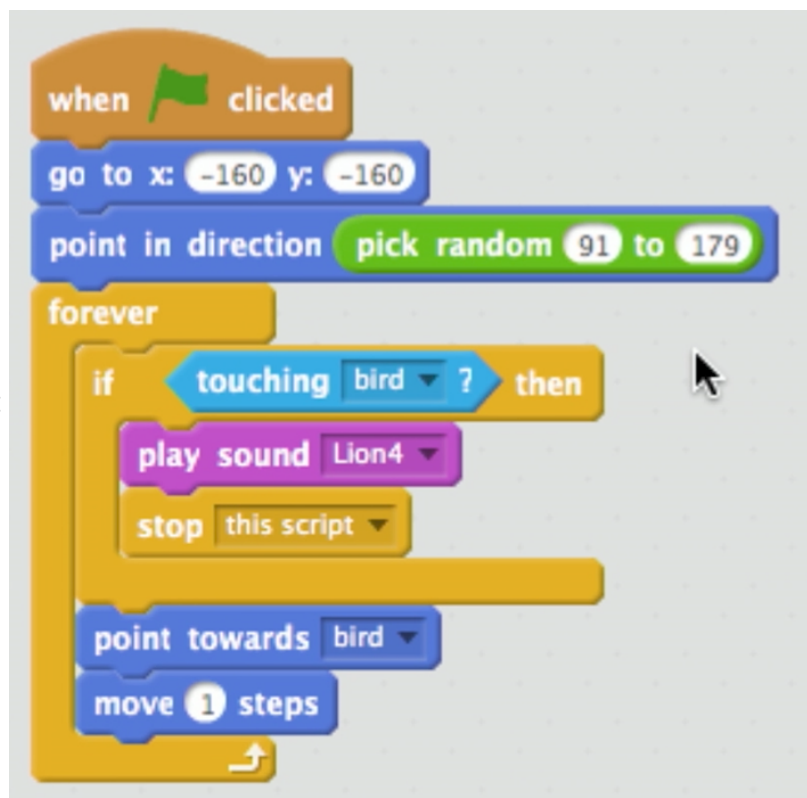 when clicked
go to x: -160 y: -160
point in direction pick random 91 to 179
forever
if touching bird ? then
play sound Lion4
stop this script
point towards bird
move 1 steps